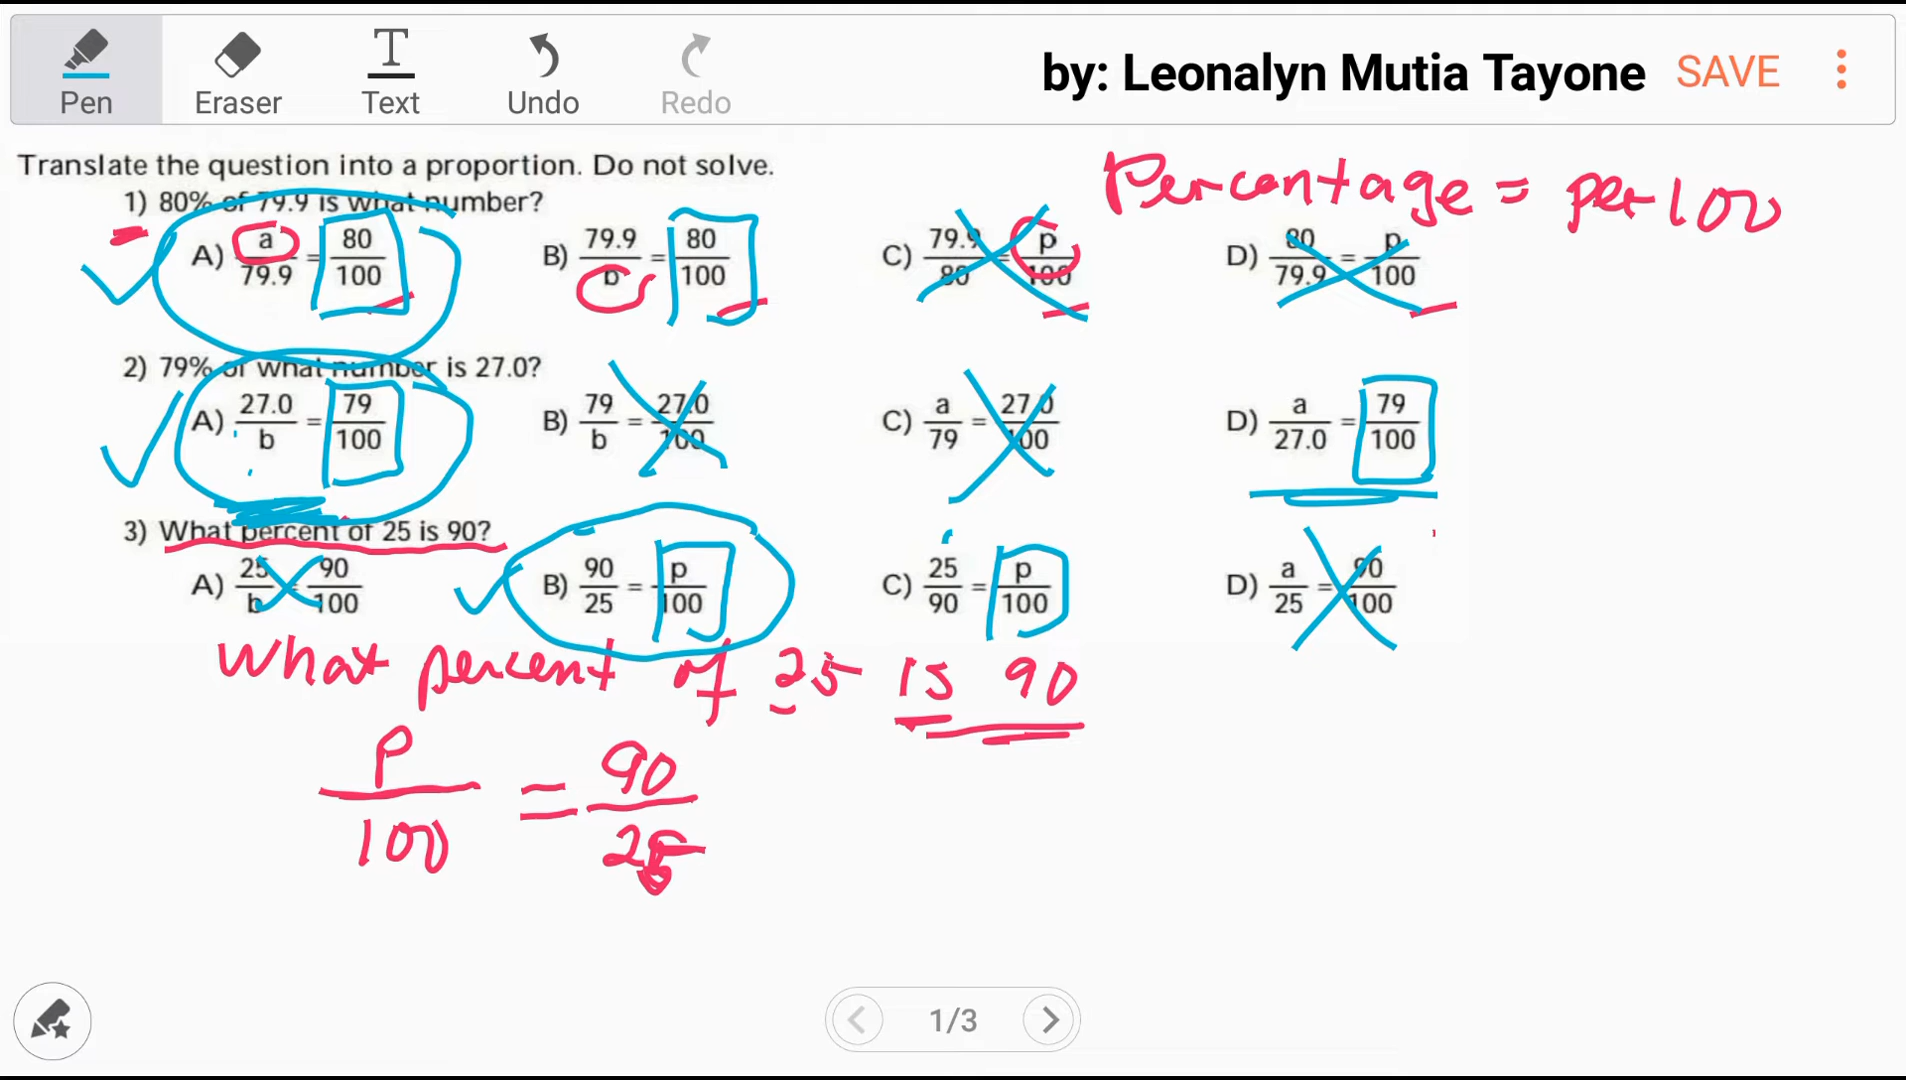 Pen Eraser Text Undo Redo by: Leonalyn Mutia Tayone SAVE
Translate the question into a proportion. Do not solve.
Percentage = per 100
1) 80% of 79.9 is what number?
A) a/79.9 = 80/100 B) 79.9/b = 80/100 C) 79.9/80 = p/100 D) 80/79.9 = p/100
2) 79% of what number is 27.0?
A) 27.0/b = 79/100 B) 79/b = 27.0/100 C) a/79 = 27.0/100 D) a/27.0 = 79/100
3) What percent of 25 is 90?
A) 25/b = 90/100 B) 90/25 = p/100 C) 25/90 = p/100 D) a/25 = 90/100
What percent of 25 is 90
P/100 = 90/25
1/3